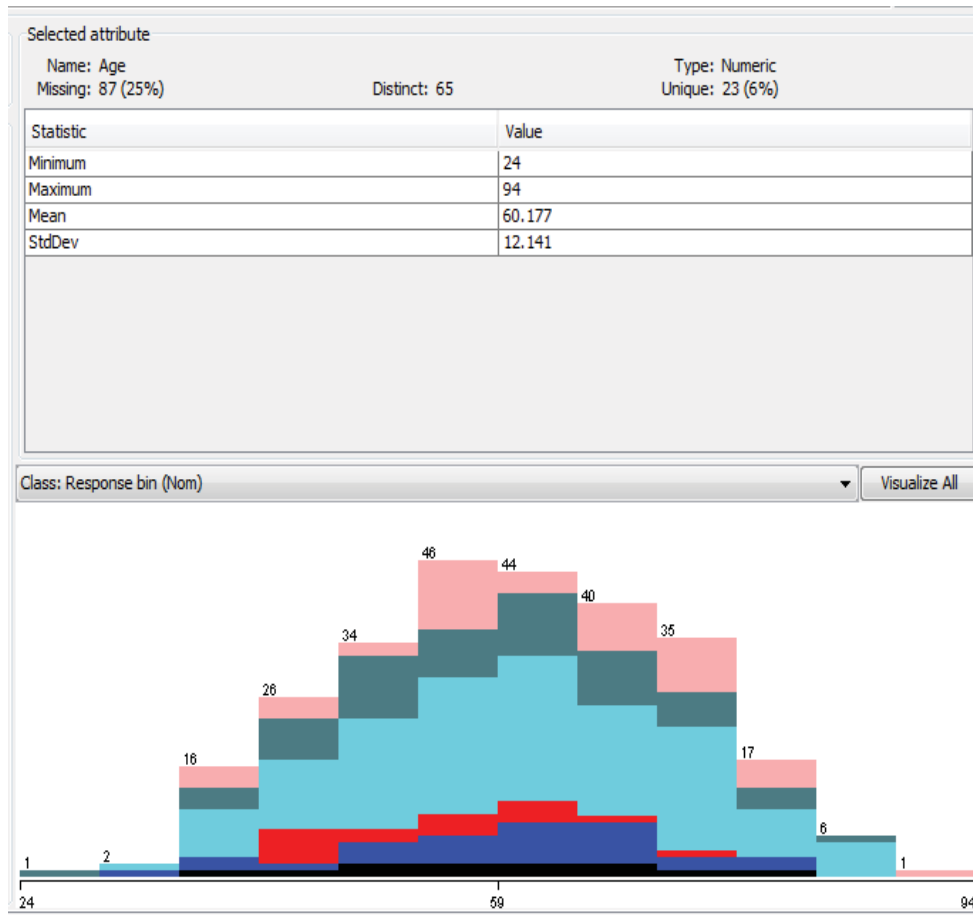 Selected attribute
Name: Age Type: Numeric
Missing: 87 (25%) Distinct: 65 Unique: 23 (6%)
Statistic Value
Minimum 24
Maximum 94
Mean 60.177
StdDev 12.141
Class: Response bin (Nom) Visualize All
1 2 16 26 34 46 44 40 35 17 6 1
24 59 94